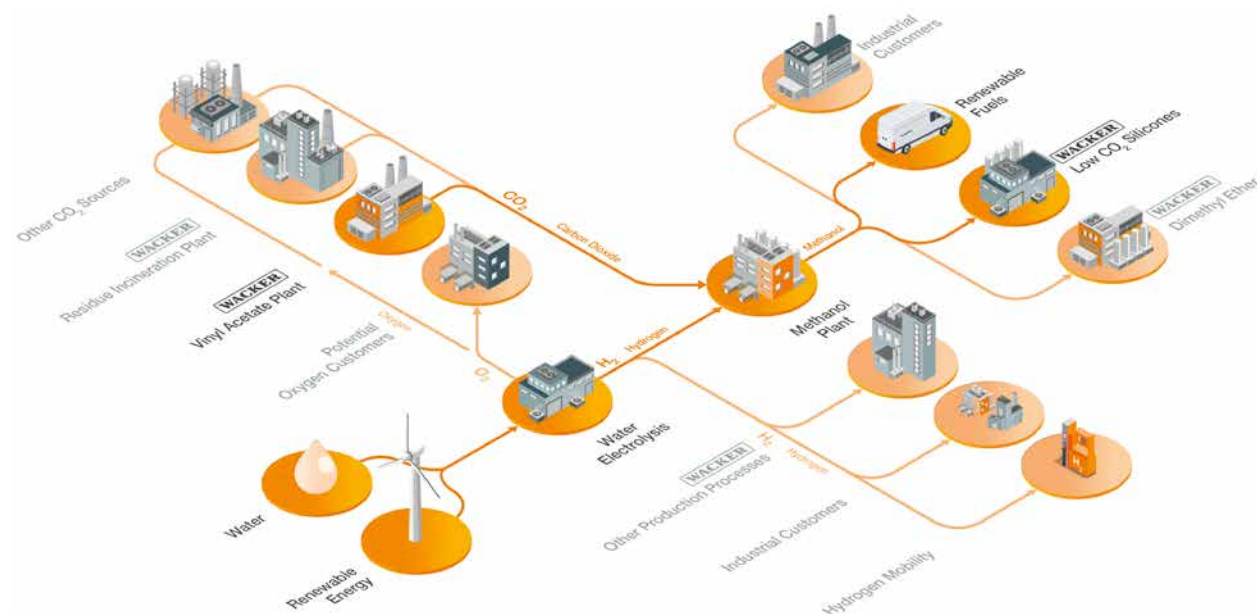 Industrial
Customers
Renewable
Fuels
WACKER
Low CO₂ Silicones
WACKER
Dimethyl Ether
Other CO₂ Sources
WACKER
Residue Incineration Plant
WACKER
Vinyl Acetate Plant
Potential
Oxygen Customers
CO₂
Carbon Dioxide
Methanol
Methanol
Plant
Oxygen
O₂
H₂
Hydrogen
Water
Electrolysis
Water
Renewable
Energy
H₂
Hydrogen
WACKER
Other Production Processes
Industrial Customers
Hydrogen Mobility
H₂